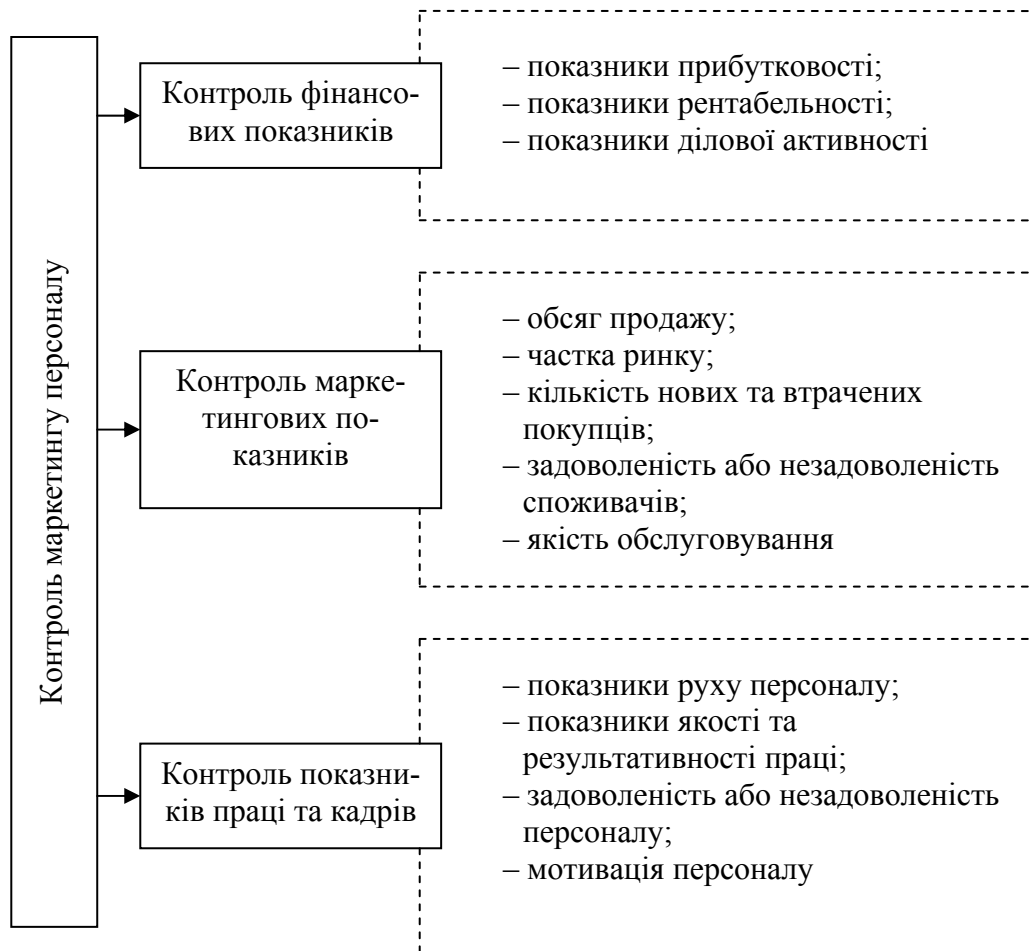 Контроль маркетингу персоналу
Контроль фінансо-
вих показників
– показники прибутковості;
– показники рентабельності;
– показники ділової активності
Контроль марке-
тингових по-
казників
– обсяг продажу;
– частка ринку;
– кількість нових та втрачених
покупців;
– задоволеність або незадоволеність
споживачів;
– якість обслуговування
Контроль показни-
ків праці та кадрів
– показники руху персоналу;
– показники якості та
результативності праці;
– задоволеність або незадоволеність
персоналу;
– мотивація персоналу